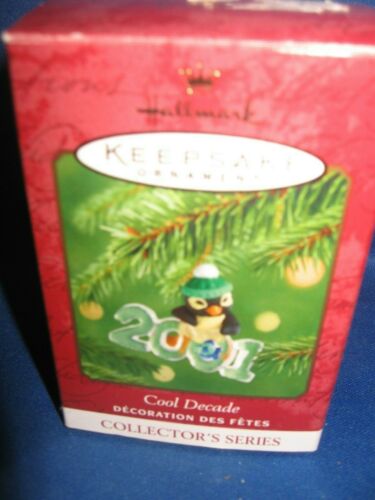 Hallmark
KEEPSAKE
ORNAMENT
2001
Cool Decade
DÉCORATION DES FÊTES
COLLECTOR'S SERIES